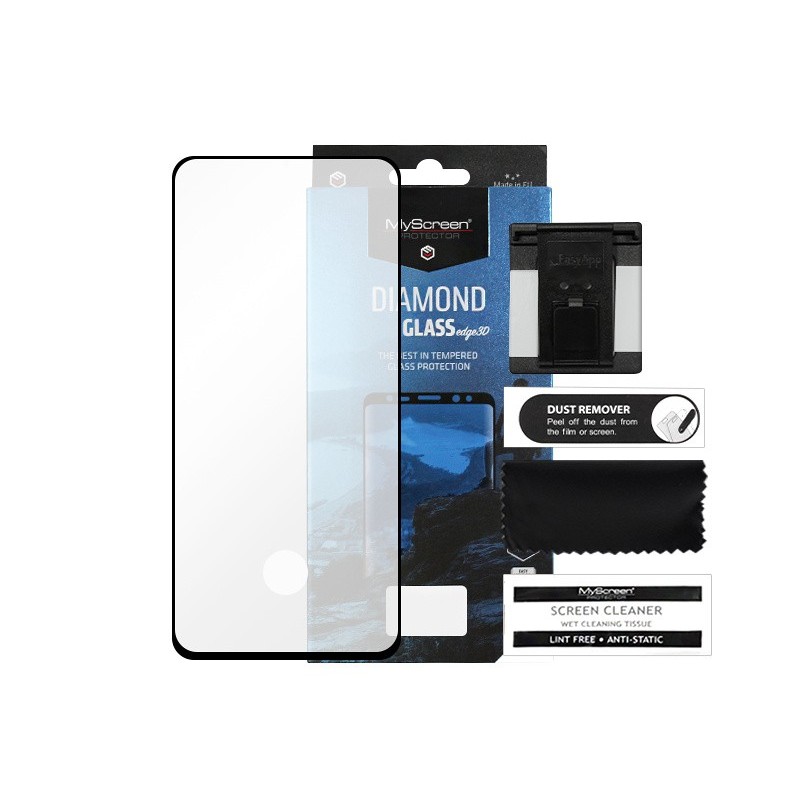 Made in EU
MyScreen®
PROTECTOR
DIAMOND
GLASS edge3D
THE BEST IN TEMPERED
GLASS PROTECTION
EASY
EasyApp
DUST REMOVER
Peel off the dust from
the film or screen.
MyScreen®
PROTECTOR
SCREEN CLEANER
WET CLEANING TISSUE
LINT FREE • ANTI-STATIC